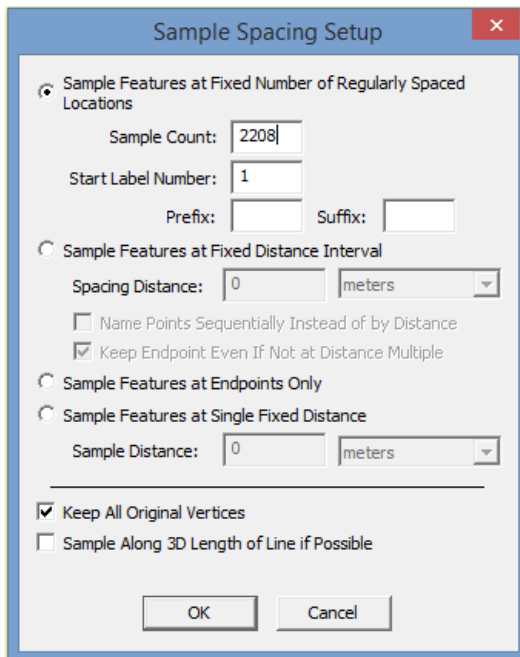 Sample Spacing Setup
Sample Features at Fixed Number of Regularly Spaced
Locations
Sample Count: 2208
Start Label Number: 1
Prefix: Suffix:
Sample Features at Fixed Distance Interval
Spacing Distance: 0 meters
Name Points Sequentially Instead of by Distance
Keep Endpoint Even If Not at Distance Multiple
Sample Features at Endpoints Only
Sample Features at Single Fixed Distance
Sample Distance: 0 meters
Keep All Original Vertices
Sample Along 3D Length of Line if Possible
OK Cancel